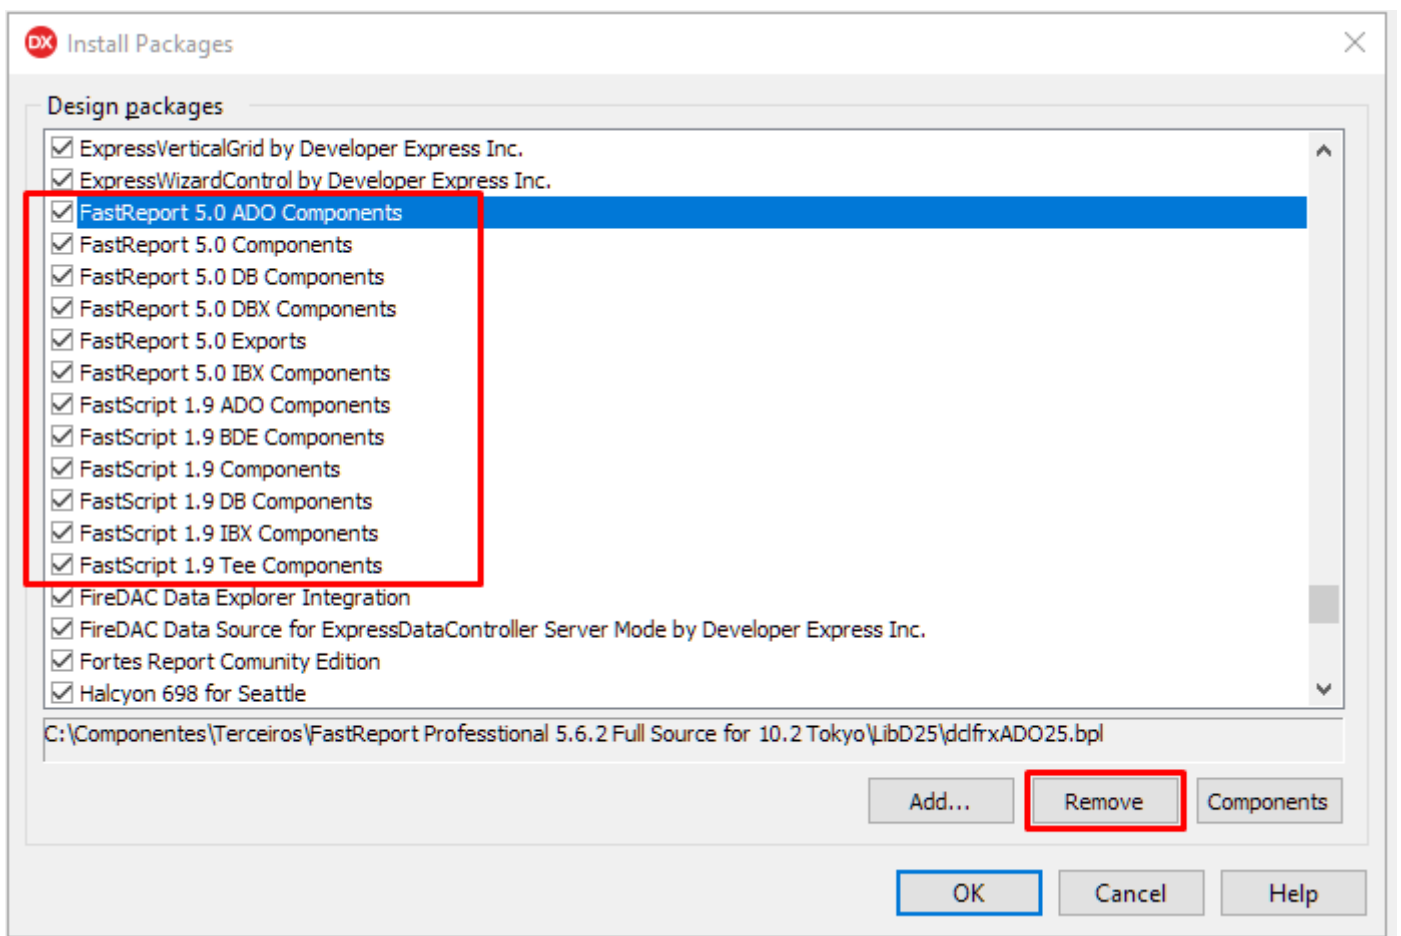 DX Install Packages
Design packages
ExpressVerticalGrid by Developer Express Inc.
ExpressWizardControl by Developer Express Inc.
FastReport 5.0 ADO Components
FastReport 5.0 Components
FastReport 5.0 DB Components
FastReport 5.0 DBX Components
FastReport 5.0 Exports
FastReport 5.0 IBX Components
FastScript 1.9 ADO Components
FastScript 1.9 BDE Components
FastScript 1.9 Components
FastScript 1.9 DB Components
FastScript 1.9 IBX Components
FastScript 1.9 Tee Components
FireDAC Data Explorer Integration
FireDAC Data Source for ExpressDataController Server Mode by Developer Express Inc.
Fortes Report Comunity Edition
Halcyon 698 for Seattle
C:\Componentes\Terceiros\FastReport Professtional 5.6.2 Full Source for 10.2 Tokyo\LibD25\dclfrxADO25.bpl
Add... Remove Components
OK Cancel Help